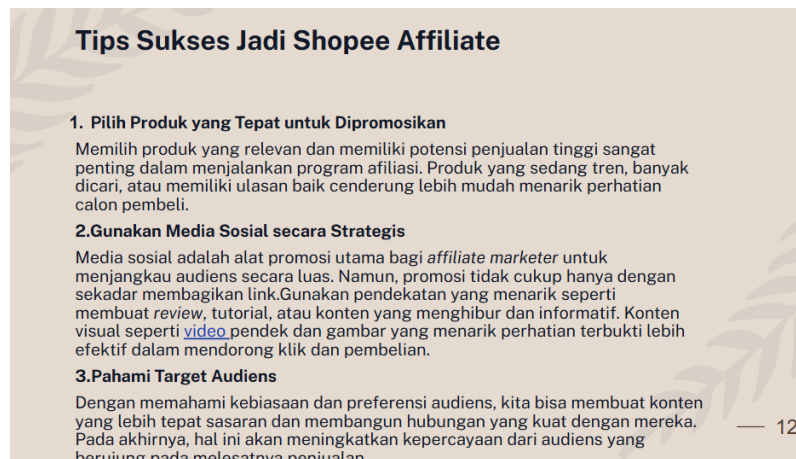 Tips Sukses Jadi Shopee Affiliate
1. Pilih Produk yang Tepat untuk Dipromosikan
Memilih produk yang relevan dan memiliki potensi penjualan tinggi sangat
penting dalam menjalankan program afiliasi. Produk yang sedang tren, banyak
dicari, atau memiliki ulasan baik cenderung lebih mudah menarik perhatian
calon pembeli.
2.Gunakan Media Sosial secara Strategis
Media sosial adalah alat promosi utama bagi affiliate marketer untuk
menjangkau audiens secara luas. Namun, promosi tidak cukup hanya dengan
sekadar membagikan link.Gunakan pendekatan yang menarik seperti
membuat review, tutorial, atau konten yang menghibur dan informatif. Konten
visual seperti video pendek dan gambar yang menarik perhatian terbukti lebih
efektif dalam mendorong klik dan pembelian.
3.Pahami Target Audiens
Dengan memahami kebiasaan dan preferensi audiens, kita bisa membuat konten
yang lebih tepat sasaran dan membangun hubungan yang kuat dengan mereka.
Pada akhirnya, hal ini akan meningkatkan kepercayaan dari audiens yang
berujung pada melesatnya penjualan.
12